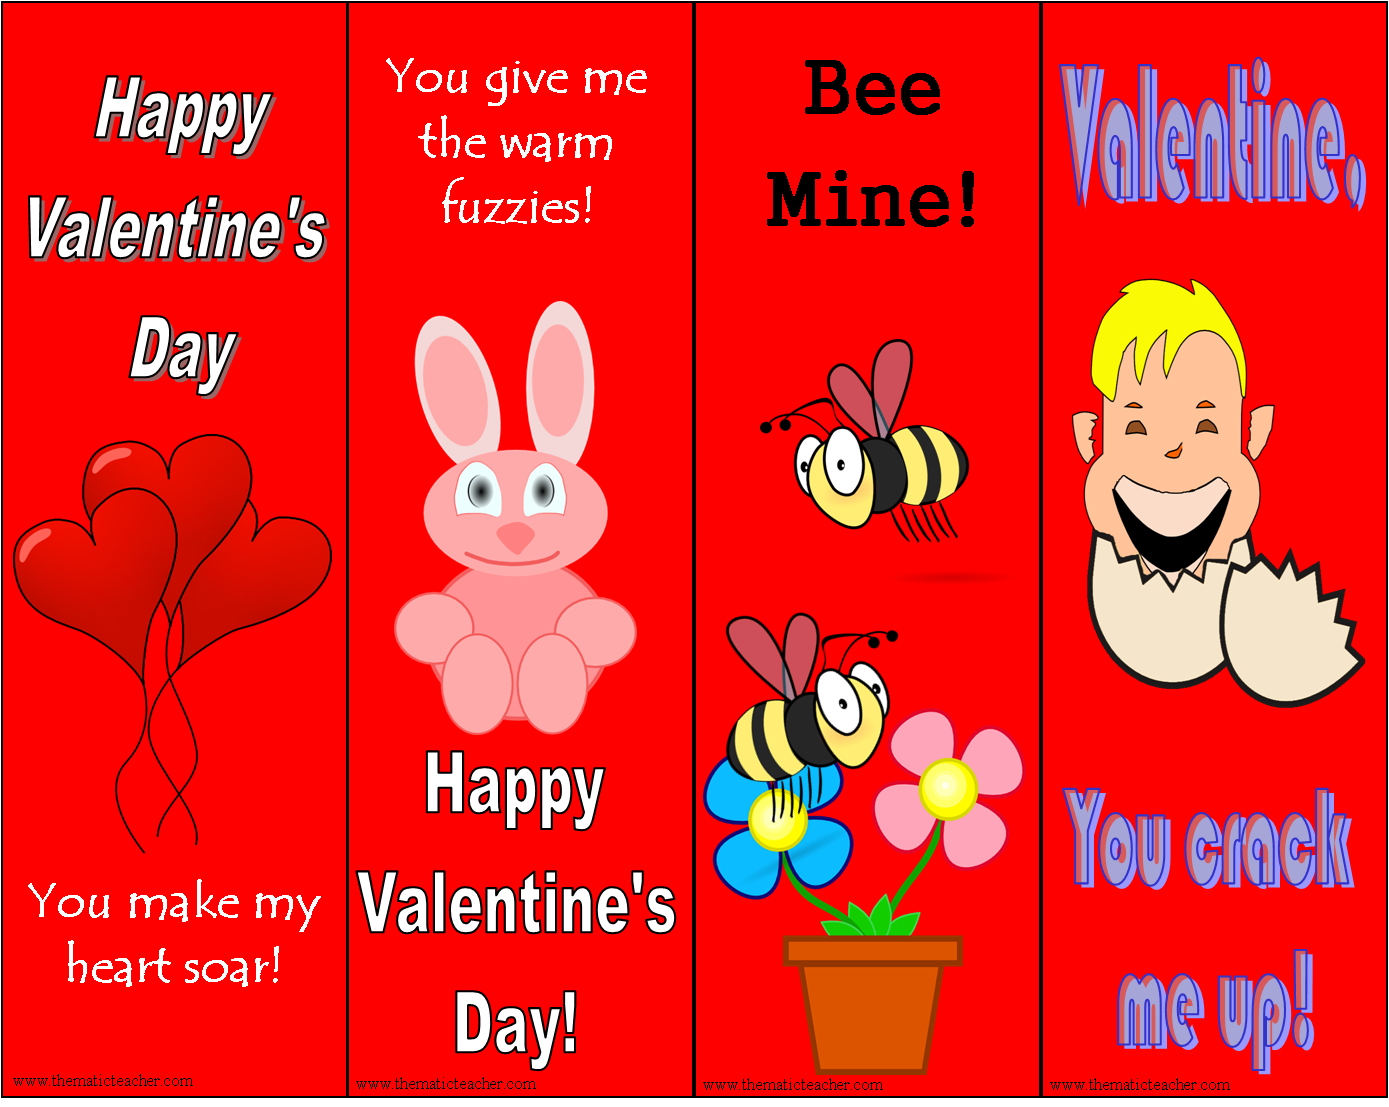 Happy
Valentine's
Day
You make my
heart soar!
www.thematicteacher.com
You give me
the warm
fuzzies!
Happy
Valentine's
Day!
www.thematicteacher.com
Bee
Mine!
www.thematicteacher.com
Valentine,
You crack
me up!
www.thematicteacher.com